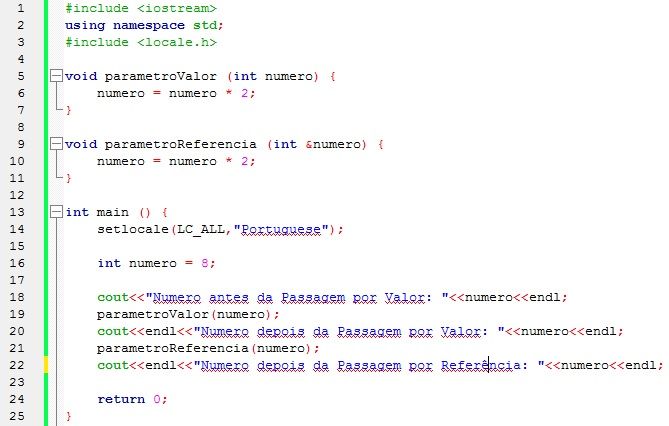 1 #include <iostream>
2 using namespace std;
3 #include <locale.h>
4
5 void parametroValor (int numero) {
6 numero = numero * 2;
7 }
8
9 void parametroReferencia (int &numero) {
10 numero = numero * 2;
11 }
12
13 int main () {
14 setlocale(LC_ALL,"Portuguese");
15
16 int numero = 8;
17
18 cout<<"Numero antes da Passagem por Valor: "<<numero<<endl;
19 parametroValor(numero);
20 cout<<endl<<"Numero depois da Passagem por Valor: "<<numero<<endl;
21 parametroReferencia(numero);
22 cout<<endl<<"Numero depois da Passagem por Referência: "<<numero<<endl;
23
24 return 0;
25 }